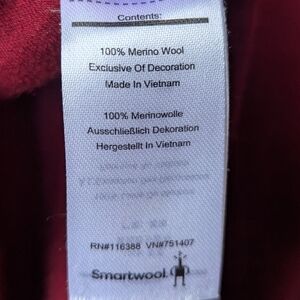 Contents:
100% Merino Wool
Exclusive Of Decoration
Made In Vietnam
100% Merinowolle
Ausschließlich Dekoration
Hergestellt In Vietnam
RN#116388 VN#751407
Smartwool